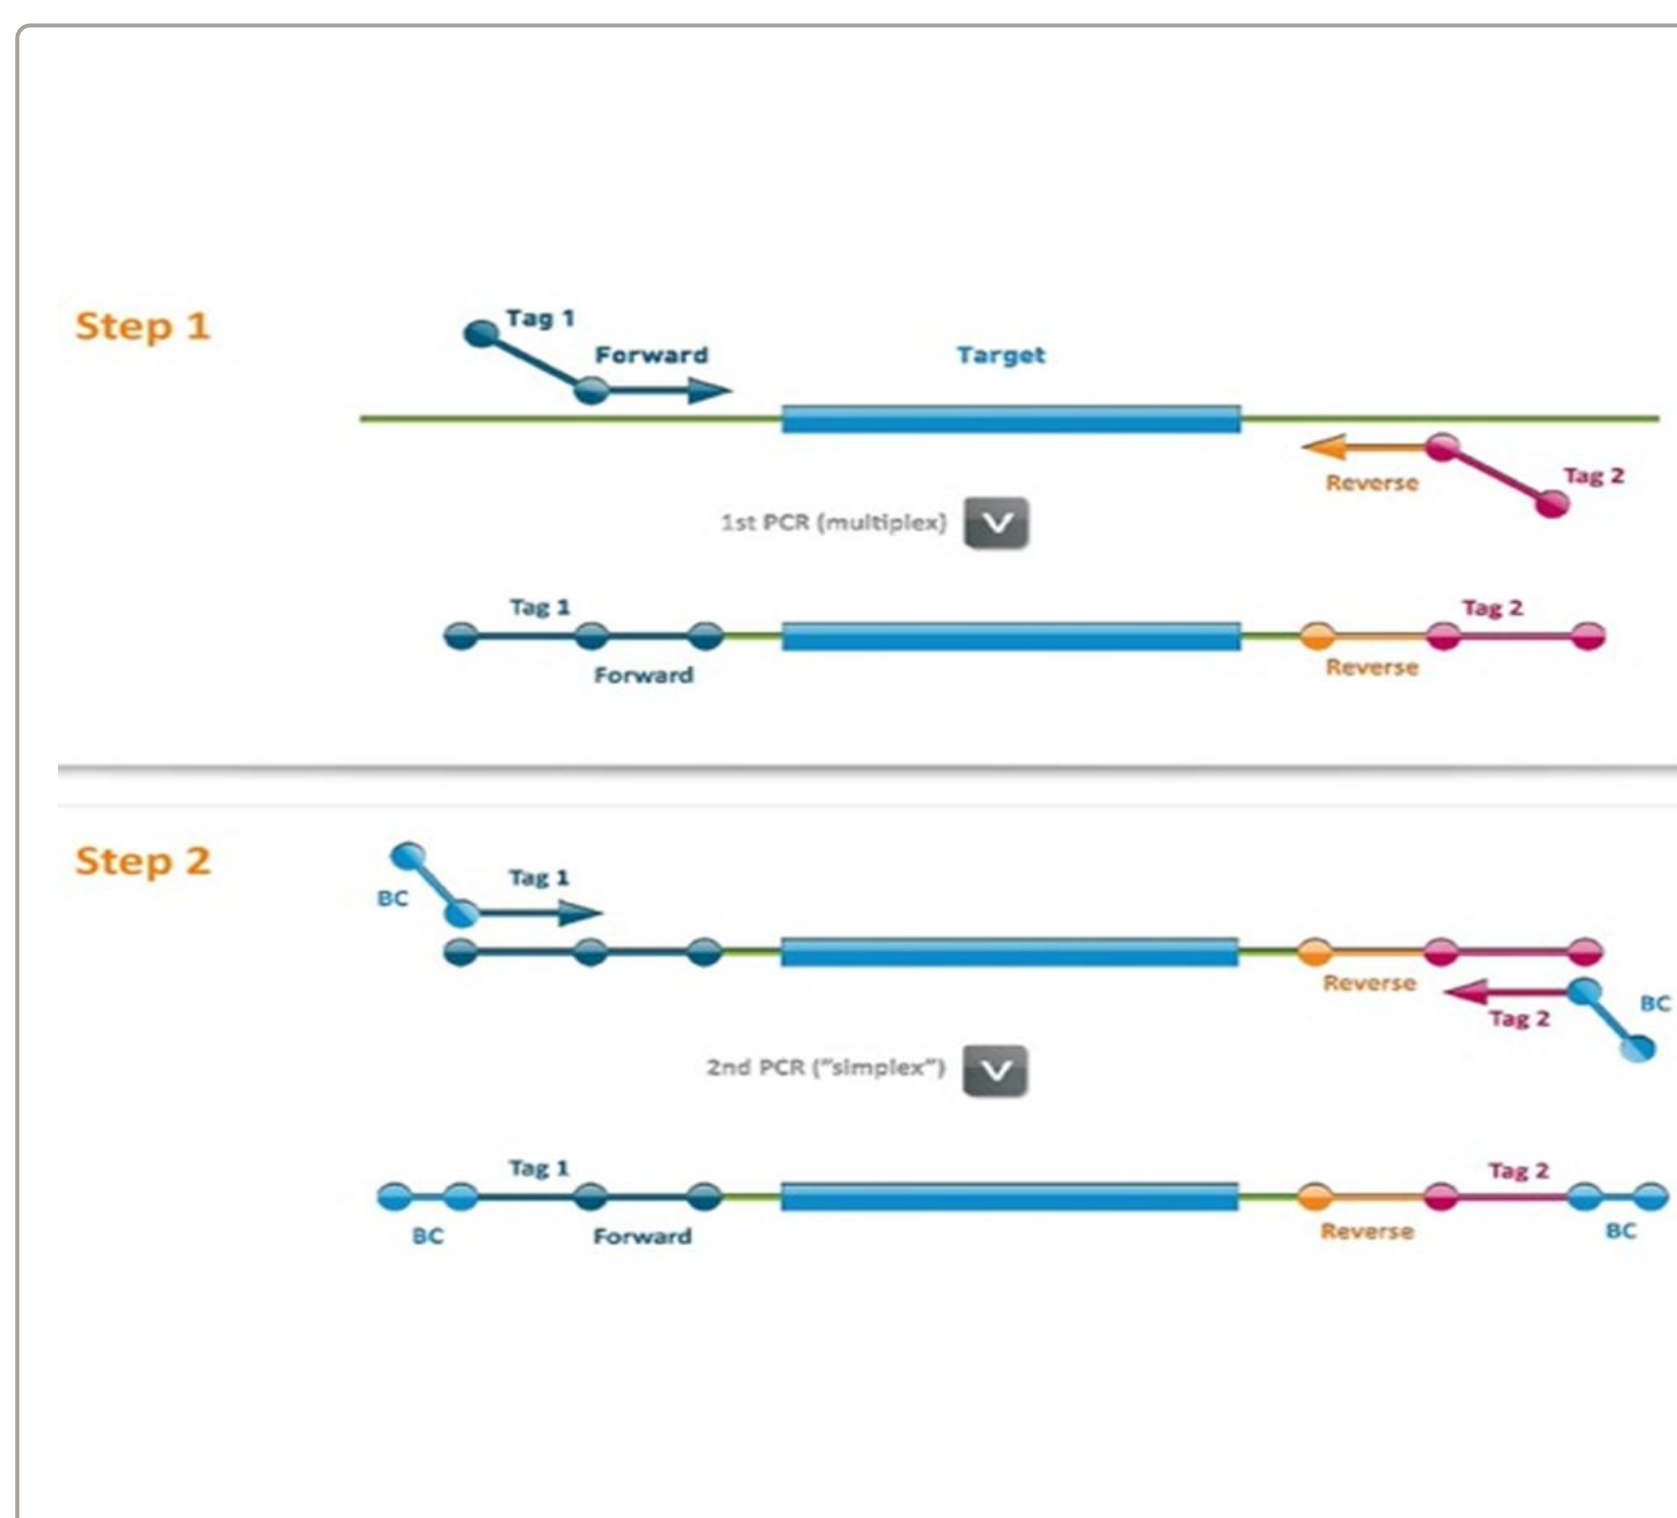 Step 1
Tag 1
Forward
Target
Reverse
Tag 2
1st PCR (multiplex)
V
Tag 1
Tag 2
Forward
Reverse
Step 2
BC
Tag 1
Reverse
Tag 2
BC
2nd PCR ("simplex")
V
Tag 1
Tag 2
BC
Forward
Reverse
BC